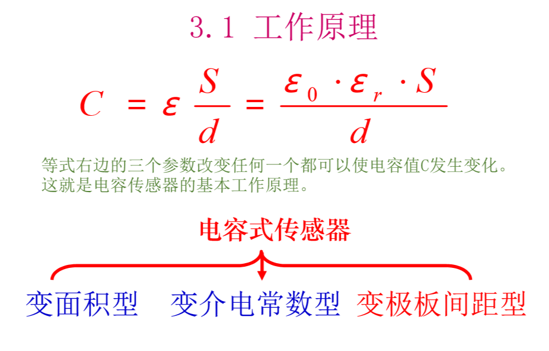 3.1 工作原理
C = ε S/d = ε₀ · εᵣ · S / d
等式右边的三个参数改变任何一个都可以使电容值C发生变化。
这就是电容传感器的基本工作原理。
电容式传感器
变面积型 变介电常数型 变极板间距型